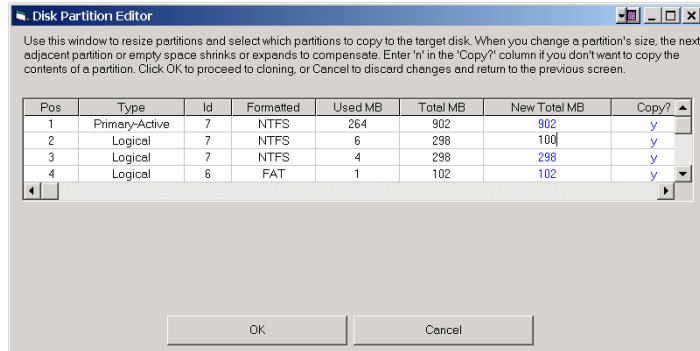 Disk Partition Editor
Use this window to resize partitions and select which partitions to copy to the target disk. When you change a partition's size, the next
adjacent partition or empty space shrinks or expands to compensate. Enter 'n' in the 'Copy?' column if you don't want to copy the
contents of a partition. Click OK to proceed to cloning, or Cancel to discard changes and return to the previous screen.
Pos Type Id Formatted Used MB Total MB New Total MB Copy?
1 Primary-Active 7 NTFS 264 902 902 y
2 Logical 7 NTFS 6 298 100 y
3 Logical 7 NTFS 4 298 298 y
4 Logical 6 FAT 1 102 102 y
OK Cancel